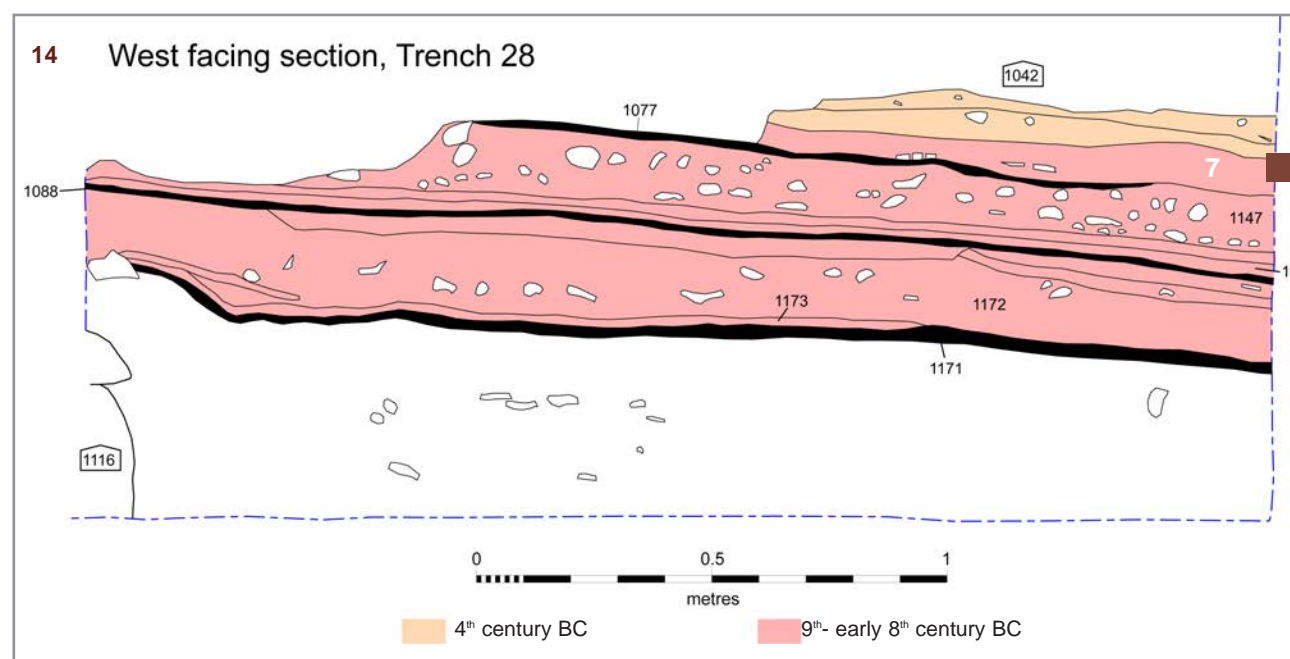 14 West facing section, Trench 28
1042
1077
7
1088
1147
1
1173
1172
1171
1116
0 0.5 1
metres
4th century BC 9th- early 8th century BC